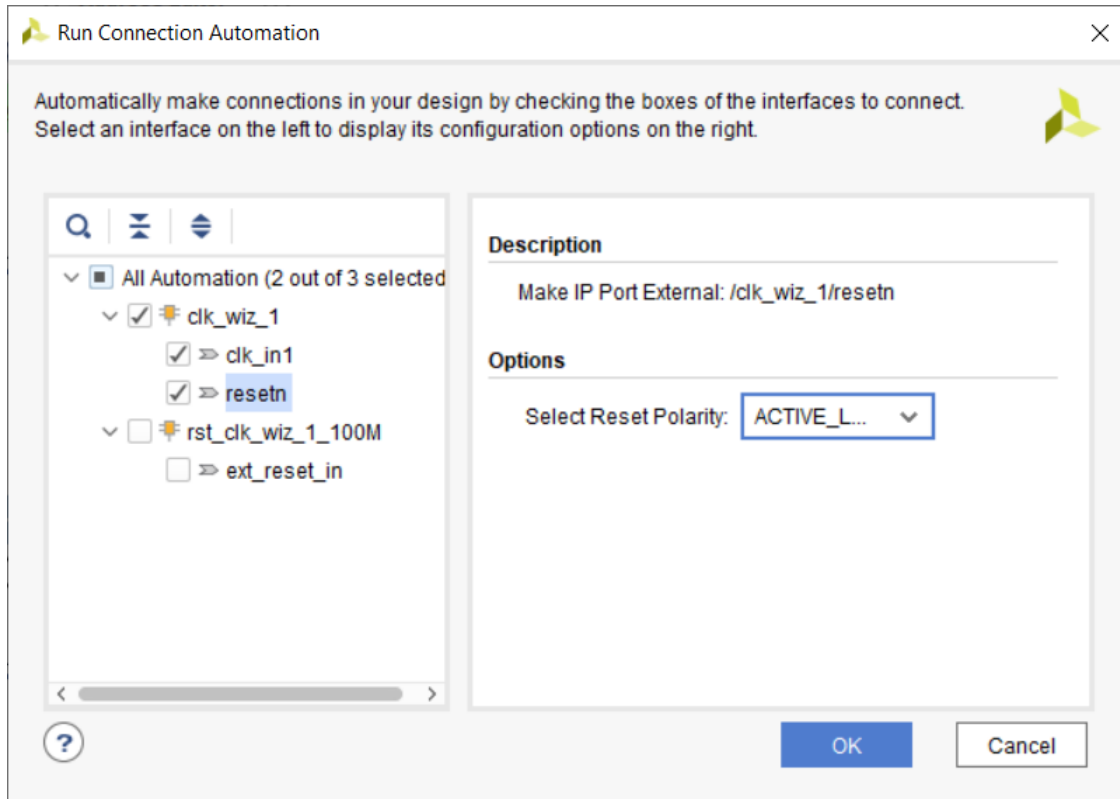 Run Connection Automation
Automatically make connections in your design by checking the boxes of the interfaces to connect.
Select an interface on the left to display its configuration options on the right.
All Automation (2 out of 3 selected
clk_wiz_1
clk_in1
resetn
rst_clk_wiz_1_100M
ext_reset_in
Description
Make IP Port External: /clk_wiz_1/resetn
Options
Select Reset Polarity: ACTIVE_L...
?
OK Cancel